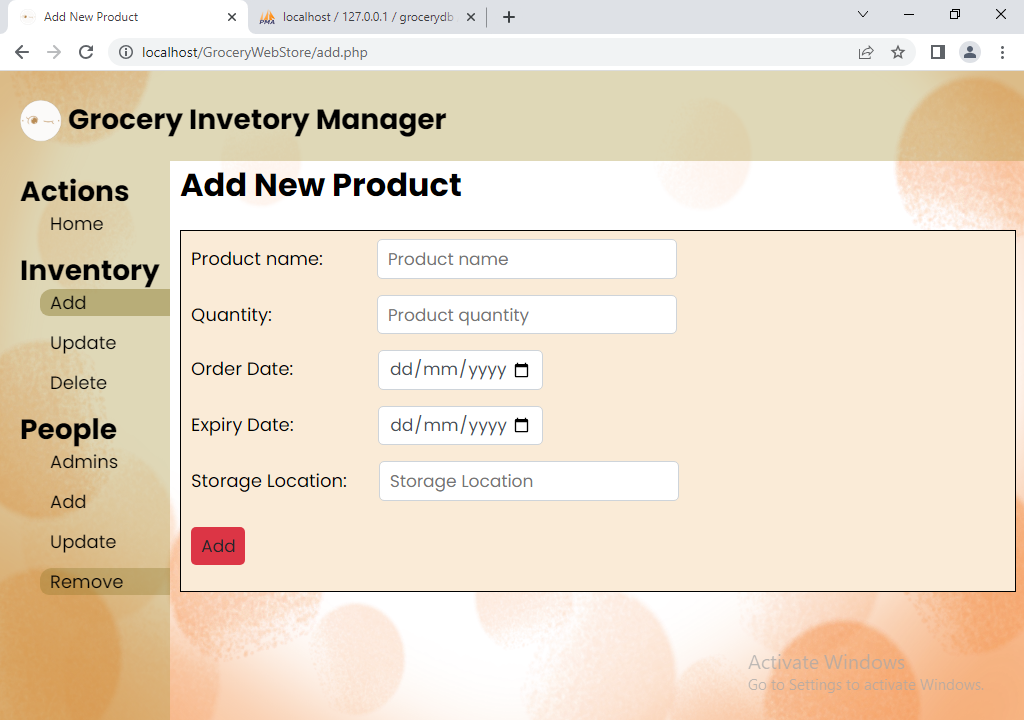 Add New Product
localhost / 127.0.0.1 / grocerydb
localhost/GroceryWebStore/add.php
Grocery Invetory Manager
Actions
Home
Inventory
Add
Update
Delete
People
Admins
Add
Update
Remove
Add New Product
Product name: Product name
Quantity: Product quantity
Order Date: dd/mm/yyyy
Expiry Date: dd/mm/yyyy
Storage Location: Storage Location
Add
Activate Windows
Go to Settings to activate Windows.